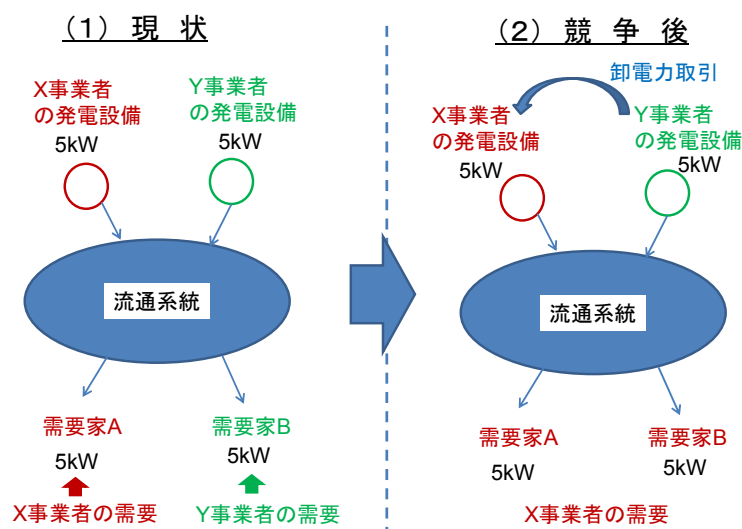 (1) 現 状
X事業者
の発電設備
5kW
Y事業者
の発電設備
5kW
流通系統
需要家A
5kW
X事業者の需要
需要家B
5kW
Y事業者の需要
(2) 競 争 後
卸電力取引
X事業者
の発電設備
5kW
Y事業者
の発電設備
5kW
流通系統
需要家A
5kW
需要家B
5kW
X事業者の需要